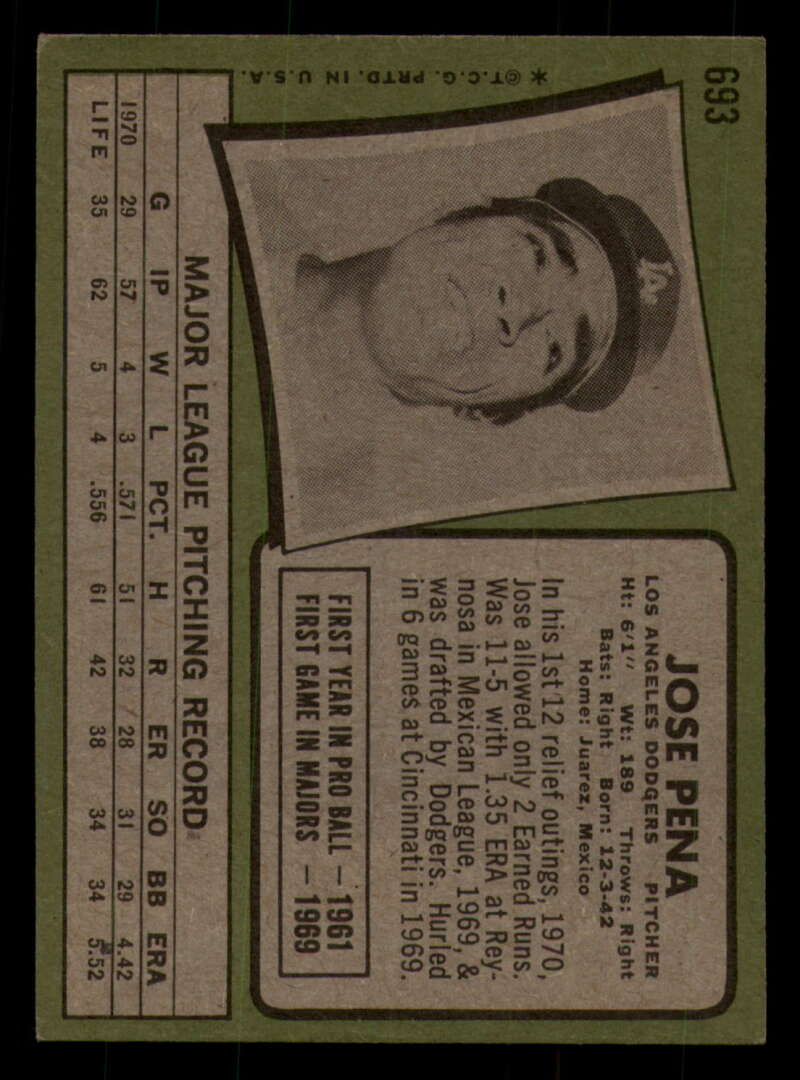 693
* © T.C.G. PRTD. IN U.S.A.
LA
JOSE PENA
LOS ANGELES DODGERS PITCHER
Ht: 6'1" Wt: 189 Throws: Right
Bats: Right Born: 12-3-42
Home: Juarez, Mexico
In his 1st 12 relief outings, 1970,
Jose allowed only 2 Earned Runs.
Was 11-5 with 1.35 ERA at Rey-
nosa in Mexican League, 1969, &
was drafted by Dodgers. Hurled
in 6 games at Cincinnati in 1969.
FIRST YEAR IN PRO BALL — 1961
FIRST GAME IN MAJORS — 1969
MAJOR LEAGUE PITCHING RECORD
G IP W L PCT. H R ER SO BB ERA
1970 29 57 4 3 .571 51 32 28 31 29 4.42
LIFE 35 62 5 4 .556 61 42 38 34 34 5.52